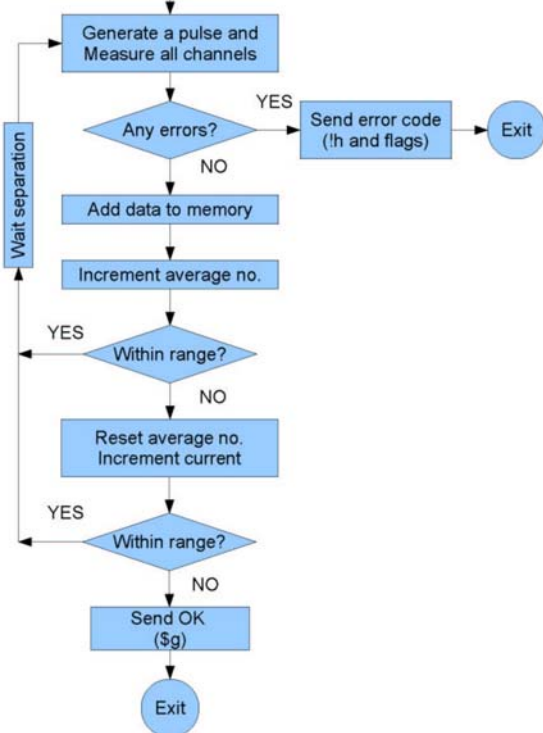 Generate a pulse and
Measure all channels
YES
Any errors?
Send error code
(!h and flags)
Exit
NO
Wait separation
Add data to memory
Increment average no.
YES
Within range?
NO
Reset average no.
Increment current
YES
Within range?
NO
Send OK
($g)
Exit